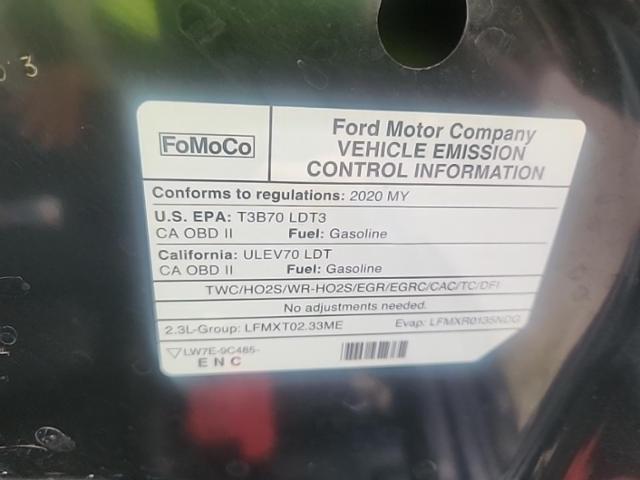 FoMoCo
Ford Motor Company
VEHICLE EMISSION
CONTROL INFORMATION
Conforms to regulations: 2020 MY
U.S. EPA: T3B70 LDT3
CA OBD II Fuel: Gasoline
California: ULEV70 LDT
CA OBD II Fuel: Gasoline
TWC/HO2S/WR-HO2S/EGR/EGRC/CAC/TC/DFI
No adjustments needed.
2.3L-Group: LFMXT02.33ME Evap: LFMXR0135NDG
LW7E-9C485-
ENC